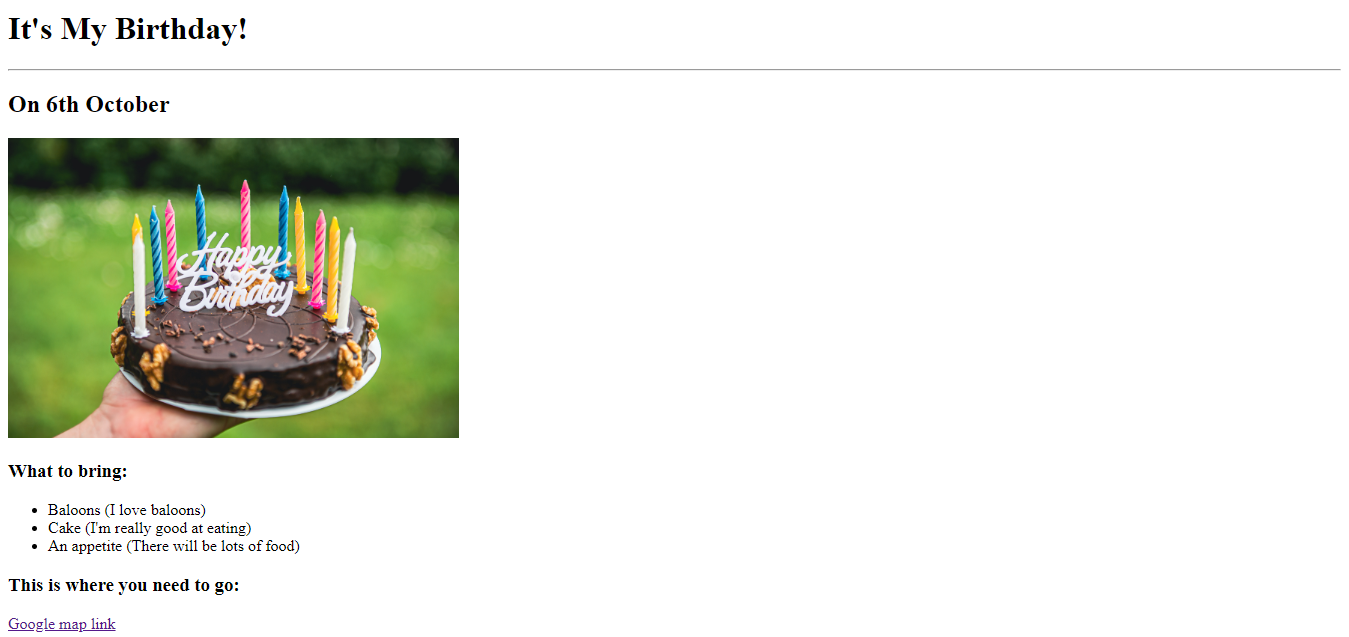 It's My Birthday!
On 6th October
Happy
Birthday
What to bring:
Baloons (I love baloons)
Cake (I'm really good at eating)
An appetite (There will be lots of food)
This is where you need to go:
Google map link